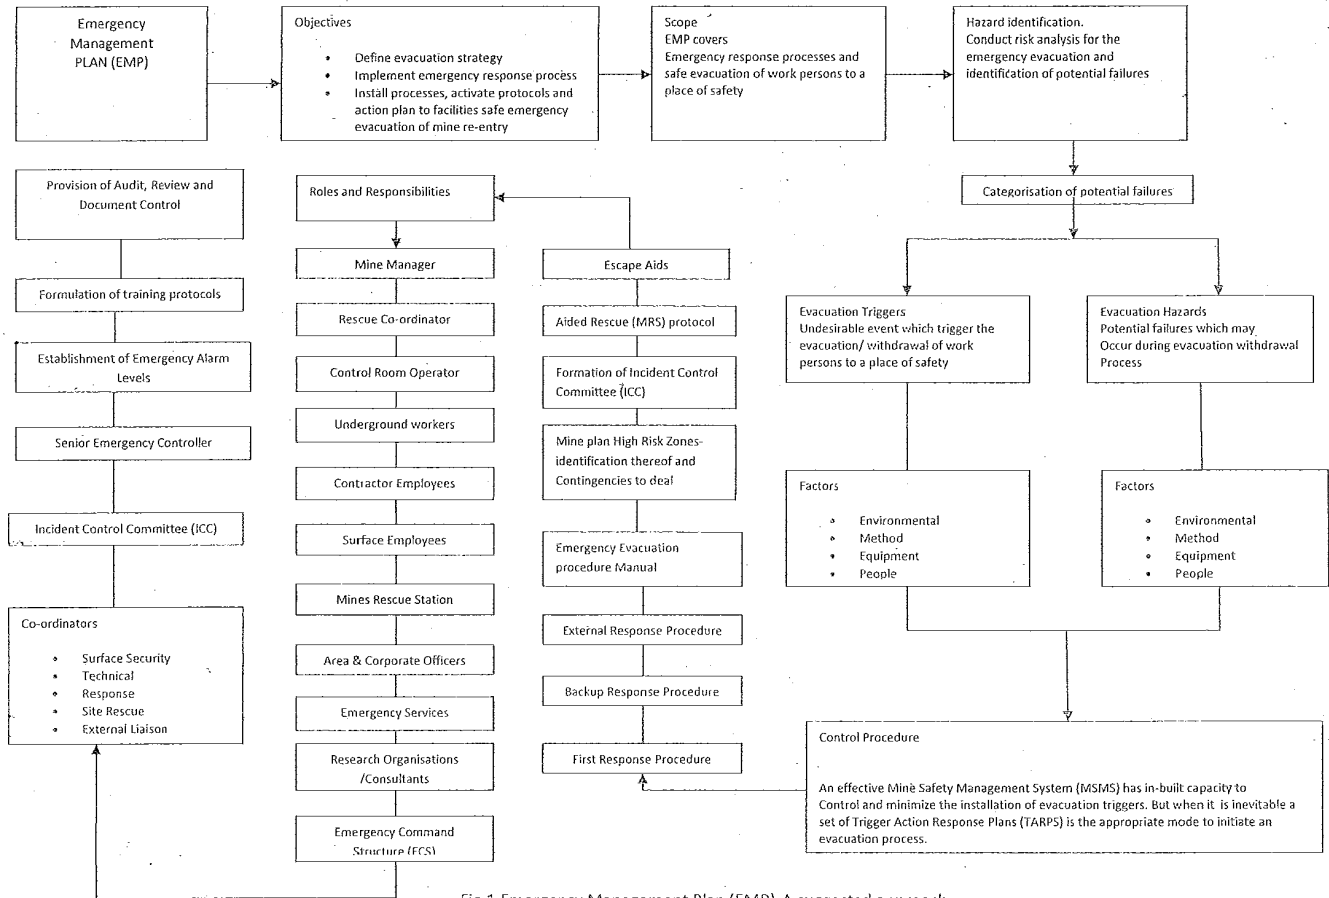 Emergency
Management
PLAN (EMP)
Objectives
• Define evacuation strategy
• Implement emergency response process
• Install processes, activate protocols and
action plan to facilities safe emergency
evacuation of mine re-entry
Scope
EMP covers
Emergency response processes and
safe evacuation of work persons to a
place of safety
Hazard identification.
Conduct risk analysis for the
emergency evacuation and
identification of potential failures
Categorisation of potential failures
Evacuation Triggers
Undesirable event which trigger the
evacuation/ withdrawal of work
persons to a place of safety
Evacuation Hazards
Potential failures which may
Occur during evacuation withdrawal
Process
Factors
• Environmental
• Method
• Equipment
• People
Factors
• Environmental
• Method
• Equipment
• People
Control Procedure
An effective Mine Safety Management System (MSMS) has in-built capacity to
Control and minimize the installation of evacuation triggers. But when it is inevitable a
set of Trigger Action Response Plans (TARPS) is the appropriate mode to initiate an
evacuation process.
Escape Aids
Aided Rescue (MRS) protocol
Formation of Incident Control
Committee (ICC)
Mine plan High Risk Zones-
identification thereof and
Contingencies to deal
Emergency Evacuation
procedure Manual
External Response Procedure
Backup Response Procedure
First Response Procedure
Roles and Responsibilities
Mine Manager
Rescue Co-ordinator
Control Room Operator
Underground workers
Contractor Employees
Surface Employees
Mines Rescue Station
Area & Corporate Officers
Emergency Services
Research Organisations
/Consultants
Emergency Command
Structure (ECS)
Provision of Audit, Review and
Document Control
Formulation of training protocols
Establishment of Emergency Alarm
Levels
Senior Emergency Controller
Incident Control Committee (ICC)
Co-ordinators
• Surface Security
• Technical
• Response
• Site Rescue
• External Liaison
Fig 1 Emergency Management Plan (EMP)-A suggested approach